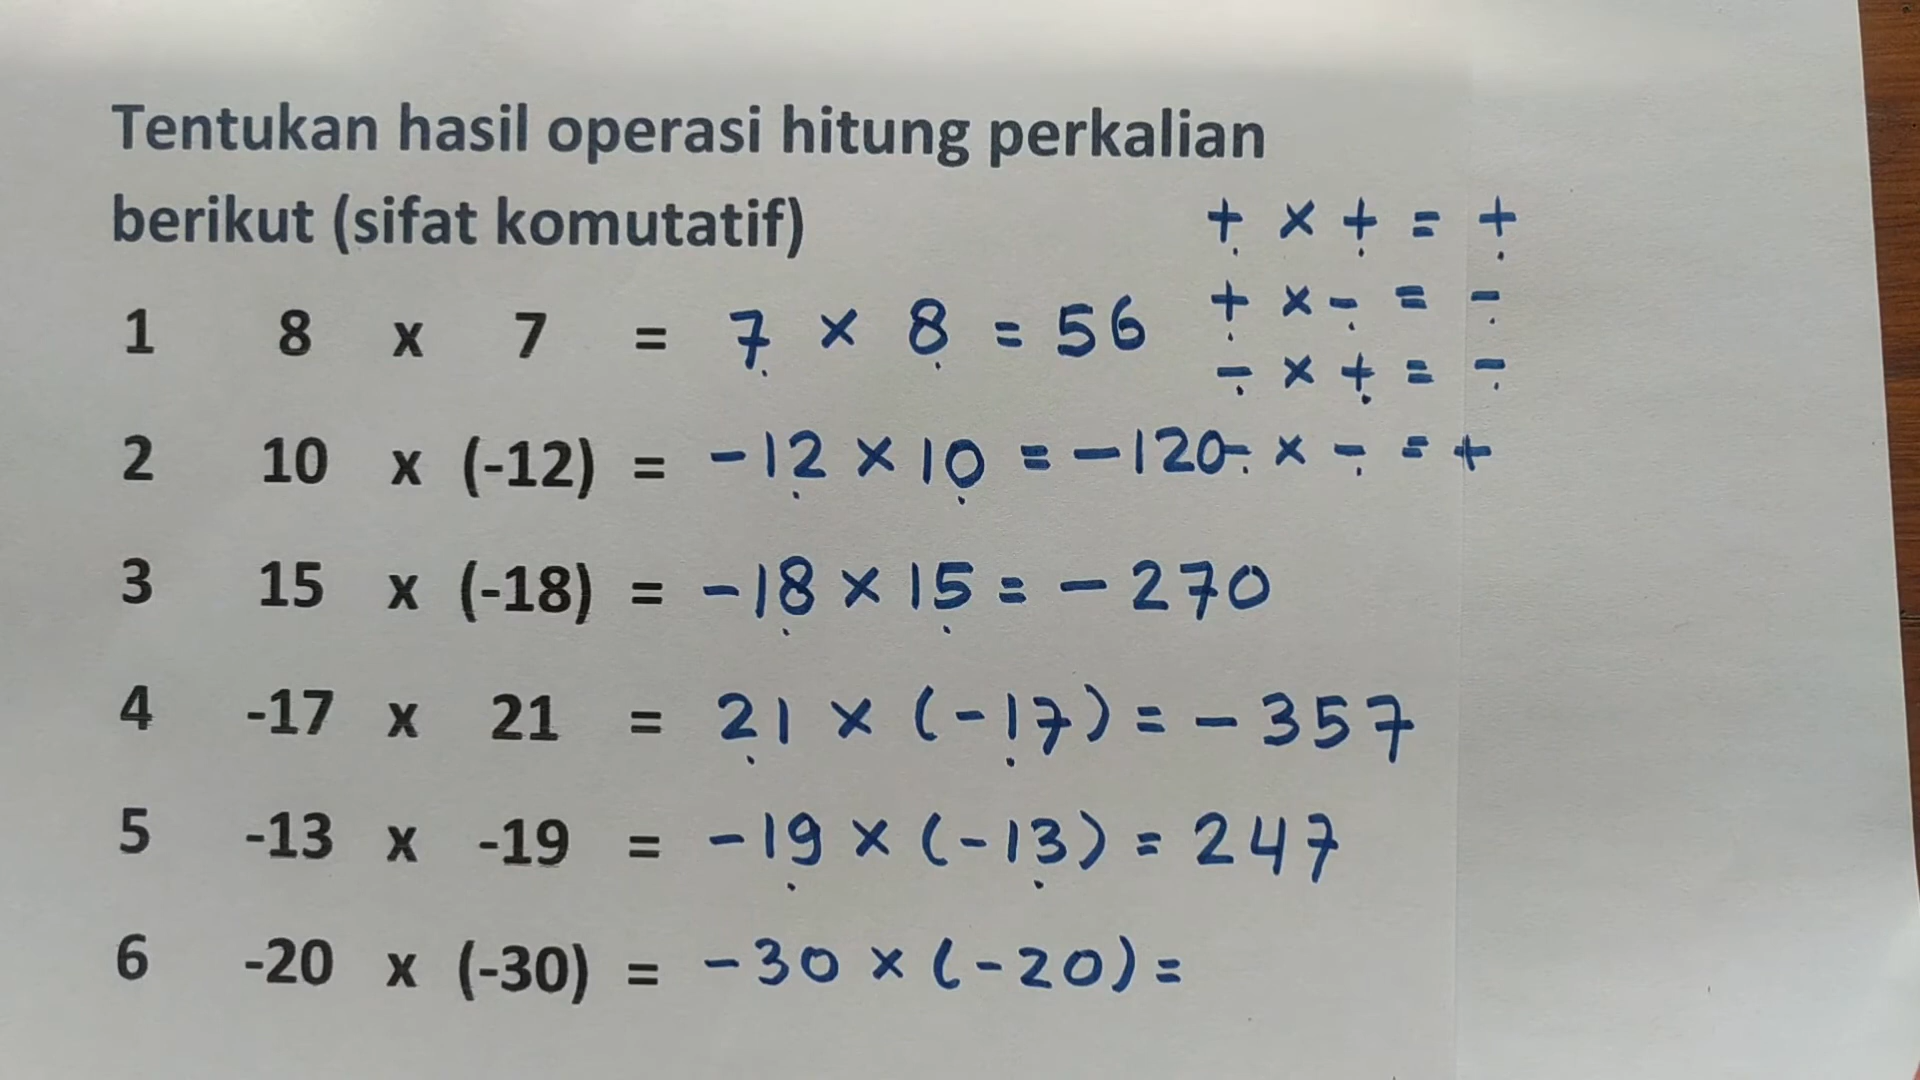 Tentukan hasil operasi hitung perkalian
berikut (sifat komutatif)
+ × + = +
+ × - = -
- × + = -
- × - = +
1 8 x 7 = 7 × 8 = 56
2 10 x (-12) = -12 × 10 = -120
3 15 x (-18) = -18 × 15 = -270
4 -17 x 21 = 21 × (-17) = -357
5 -13 x -19 = -19 × (-13) = 247
6 -20 x (-30) = -30 × (-20) =